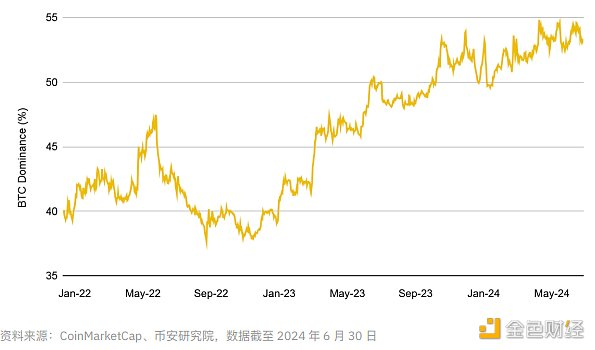 55
50
45
40
35
BTC Dominance (%)
Jan-22 May-22 Sep-22 Jan-23 May-23 Sep-23 Jan-24 May-24
资料来源：CoinMarketCap、币安研究院，数据截至 2024 年 6 月 30 日
金色财经